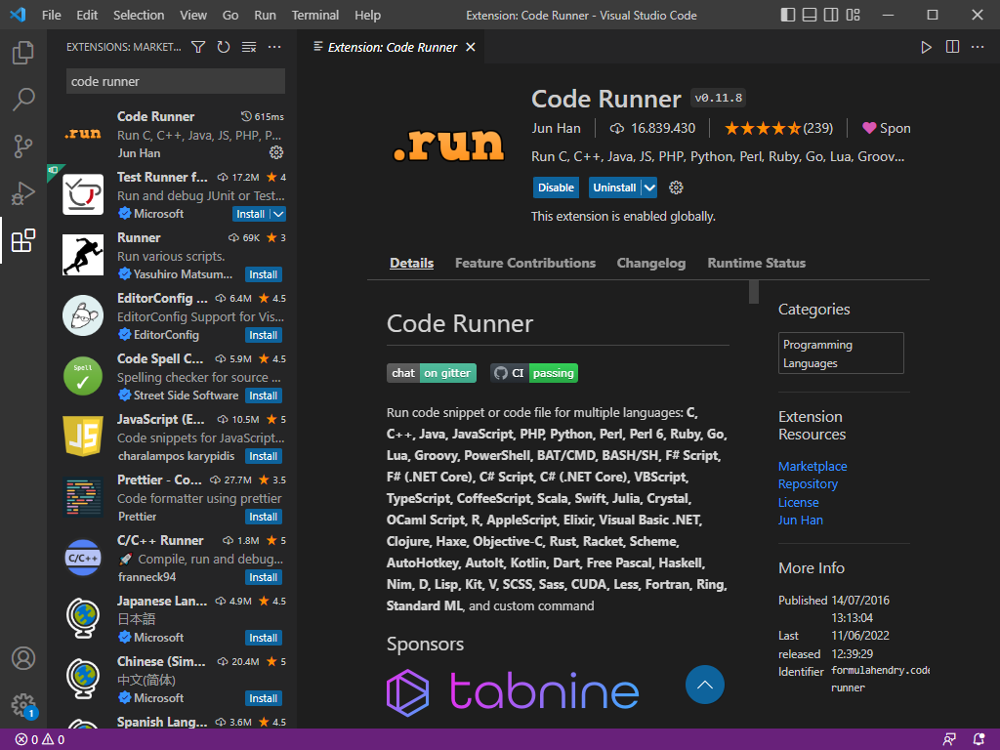 File Edit Selection View Go Run Terminal Help Extension: Code Runner - Visual Studio Code
EXTENSIONS: MARKET...
Extension: Code Runner
code runner
Code Runner 615ms
Run C, C++, Java, JS, PHP, P...
Jun Han
Test Runner f... 17.2M 4
Run and debug JUnit or Test...
Microsoft Install
Runner 69K 3
Run various scripts.
Yasuhiro Matsum... Install
EditorConfig ... 6.4M 4.5
EditorConfig Support for Vis...
EditorConfig Install
Spell
Code Spell C... 5.9M 4.5
Spelling checker for source ...
Street Side Software Install
JS
JavaScript (E... 10.5M 5
Code snippets for JavaScript...
charalampos karypidis Install
Prettier - Co... 27.7M 3.5
Code formatter using prettier
Prettier Install
C/C++
C/C++ Runner 1.8M 5
🚀 Compile, run and debug...
franneck94 Install
Japanese Lan... 4.9M 4.5
日本語
Microsoft Install
Chinese (Sim... 20.4M 5
中文(简体)
Microsoft Install
Spanish Lang... 3.6M 4.5
1
0 0
.run
.run
Code Runner v0.11.8
Jun Han 16.839.430 (239) Spon
Run C, C++, Java, JS, PHP, Python, Perl, Ruby, Go, Lua, Groov...
Disable Uninstall
This extension is enabled globally.
Details Feature Contributions Changelog Runtime Status
Code Runner
chat on gitter CI passing
Run code snippet or code file for multiple languages: C,
C++, Java, JavaScript, PHP, Python, Perl, Perl 6, Ruby, Go,
Lua, Groovy, PowerShell, BAT/CMD, BASH/SH, F# Script,
F# (.NET Core), C# Script, C# (.NET Core), VBScript,
TypeScript, CoffeeScript, Scala, Swift, Julia, Crystal,
OCaml Script, R, AppleScript, Elixir, Visual Basic .NET,
Clojure, Haxe, Objective-C, Rust, Racket, Scheme,
AutoHotkey, AutoIt, Kotlin, Dart, Free Pascal, Haskell,
Nim, D, Lisp, Kit, V, SCSS, Sass, CUDA, Less, Fortran, Ring,
Standard ML, and custom command
Sponsors
tabnine
Categories
Programming
Languages
Extension
Resources
Marketplace
Repository
License
Jun Han
More Info
Published 14/07/2016
13:13:04
Last 11/06/2022
released 12:39:29
Identifier formulahendry.code
runner